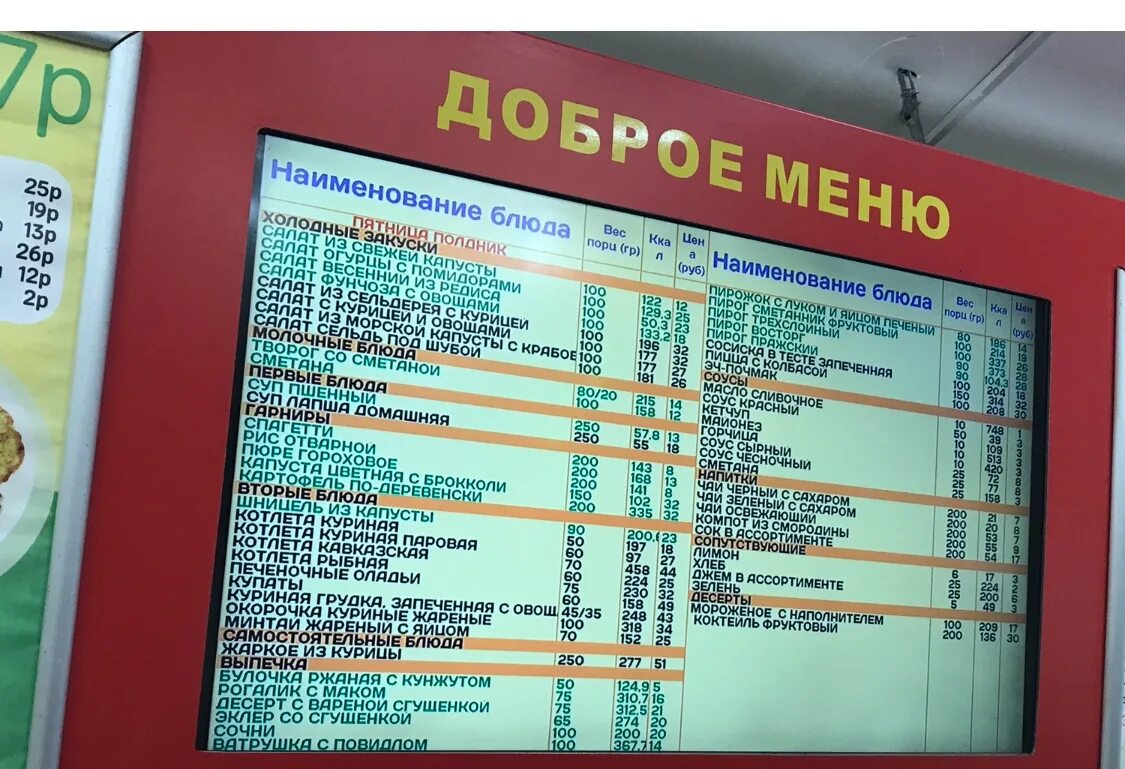 7р
25р
19р
13р
26р
12р
2р
ДОБРОЕ МЕНЮ
Наименование блюда Вес порц (гр) Кка л Цен а (руб)
ПЯТНИЦА ПОЛДНИК
ХОЛОДНЫЕ ЗАКУСКИ
САЛАТ ИЗ СВЕЖЕЙ КАПУСТЫ 100 122 12
САЛАТ ОГУРЦЫ С ПОМИДОРАМИ 100 129,3 22
САЛАТ ВЕСЕННИЙ ИЗ РЕДИСА 100 50,3 23
САЛАТ ФУНЧОЗА С ОВОЩАМИ 100 133,2 18
САЛАТ ИЗ СЕЛЬДЕРЕЯ С КУРИЦЕЙ 100 196 32
САЛАТ С КУРИЦЕЙ И ОВОЩАМИ 100 177 32
САЛАТ ИЗ МОРСКОЙ КАПУСТЫ С КРАБОЕ 100 177 27
САЛАТ СЕЛЬДЬ ПОД ШУБОЙ 100 181 26
МОЛОЧНЫЕ БЛЮДА
ТВОРОГ СО СМЕТАНОЙ 80/20 215 14
СМЕТАНА 100 158 12
ПЕРВЫЕ БЛЮДА
СУП ПШЕННЫЙ 250 57,8 13
СУП ЛАПША ДОМАШНЯЯ 250 55 18
ГАРНИРЫ
СПАГЕТТИ 200 143 8
РИС ОТВАРНОЙ 200 168 13
ПЮРЕ ГОРОХОВОЕ 200 141 8
КАПУСТА ЦВЕТНАЯ С БРОККОЛИ 150 102 32
КАРТОФЕЛЬ ПО-ДЕРЕВЕНСКИ 200 335 32
ВТОРЫЕ БЛЮДА
ШНИЦЕЛЬ ИЗ КАПУСТЫ 90 200,6 23
КОТЛЕТА КУРИНАЯ 50 197 18
КОТЛЕТА КУРИНАЯ ПАРОВАЯ 60 97 27
КОТЛЕТА КАВКАЗСКАЯ 70 458 44
КОТЛЕТА РЫБНАЯ 60 224 25
ПЕЧЕНОЧНЫЕ ОЛАДЬИ 75 230 32
КУПАТЫ 60 158 49
КУРИНАЯ ГРУДКА, ЗАПЕЧЕННАЯ С ОВОЩ 45/35 248 43
ОКОРОЧКА КУРИНЫЕ ЖАРЕНЫЕ 100 318 34
МИНТАЙ ЖАРЕНЫЙ С ЯЙЦОМ 70 152 25
САМОСТОЯТЕЛЬНЫЕ БЛЮДА
ЖАРКОЕ ИЗ КУРИЦЫ 250 277 51
ВЫПЕЧКА
БУЛОЧКА РЖАНАЯ С КУНЖУТОМ 50 124,9 5
РОГАЛИК С МАКОМ 75 310,7 16
ДЕСЕРТ С ВАРЕНОЙ СГУШЕНКОЙ 75 312,5 21
ЭКЛЕР СО СГУШЕНКОЙ 65 274 20
СОЧНИ 100 200 20
ВАТРУШКА С ПОВИДЛОМ 100 367,7 14
Наименование блюда Вес порц (гр) Кка л Цен а (руб)
ПИРОЖОК С ЛУКОМ И ЯЙЦОМ ПЕЧЕНЫЙ 80 186 14
ПИРОГ СМЕТАННИК ФРУКТОВЫЙ 100 214 19
ПИРОГ ТРЕХСЛОЙНЫЙ 100 337 26
ПИРОГ ВОСТОРГ 90 373 28
ПИРОГ ПРАЖСКИЙ 90 104,3 28
СОСИСКА В ТЕСТЕ ЗАПЕЧЕННАЯ 100 204 18
ПИЦЦА С КОЛБАСОЙ 150 314 32
ЭЧ-ПОЧМАК 100 208 30
СОУСЫ
МАСЛО СЛИВОЧНОЕ 10 748 1
СОУС КРАСНЫЙ 50 39 3
КЕТЧУП 10 109 3
МАЙОНЕЗ 10 513 3
ГОРЧИЦА 10 420 3
СОУС СЫРНЫЙ 25 72 8
СОУС ЧЕСНОЧНЫЙ 25 77 8
СМЕТАНА 25 158 3
НАПИТКИ
ЧАЙ ЧЕРНЫЙ С САХАРОМ 200 21 7
ЧАЙ ЗЕЛЕНЫЙ С САХАРОМ 200 20 8
ЧАЙ ОСВЕЖАЮЩИЙ 200 53 7
КОМПОТ ИЗ СМОРОДИНЫ 200 55 9
СОК В АССОРТИМЕНТЕ 200 54 17
СОПУТСТВУЮЩИЕ
ЛИМОН 6 17 3
ХЛЕБ 25 224 2
ДЖЕМ В АССОРТИМЕНТЕ 25 200 6
ЗЕЛЕНЬ 5 49 3
ДЕСЕРТЫ
МОРОЖЕНОЕ С НАПОЛНИТЕЛЕМ 100 209 17
КОКТЕЙЛЬ ФРУКТОВЫЙ 200 136 30